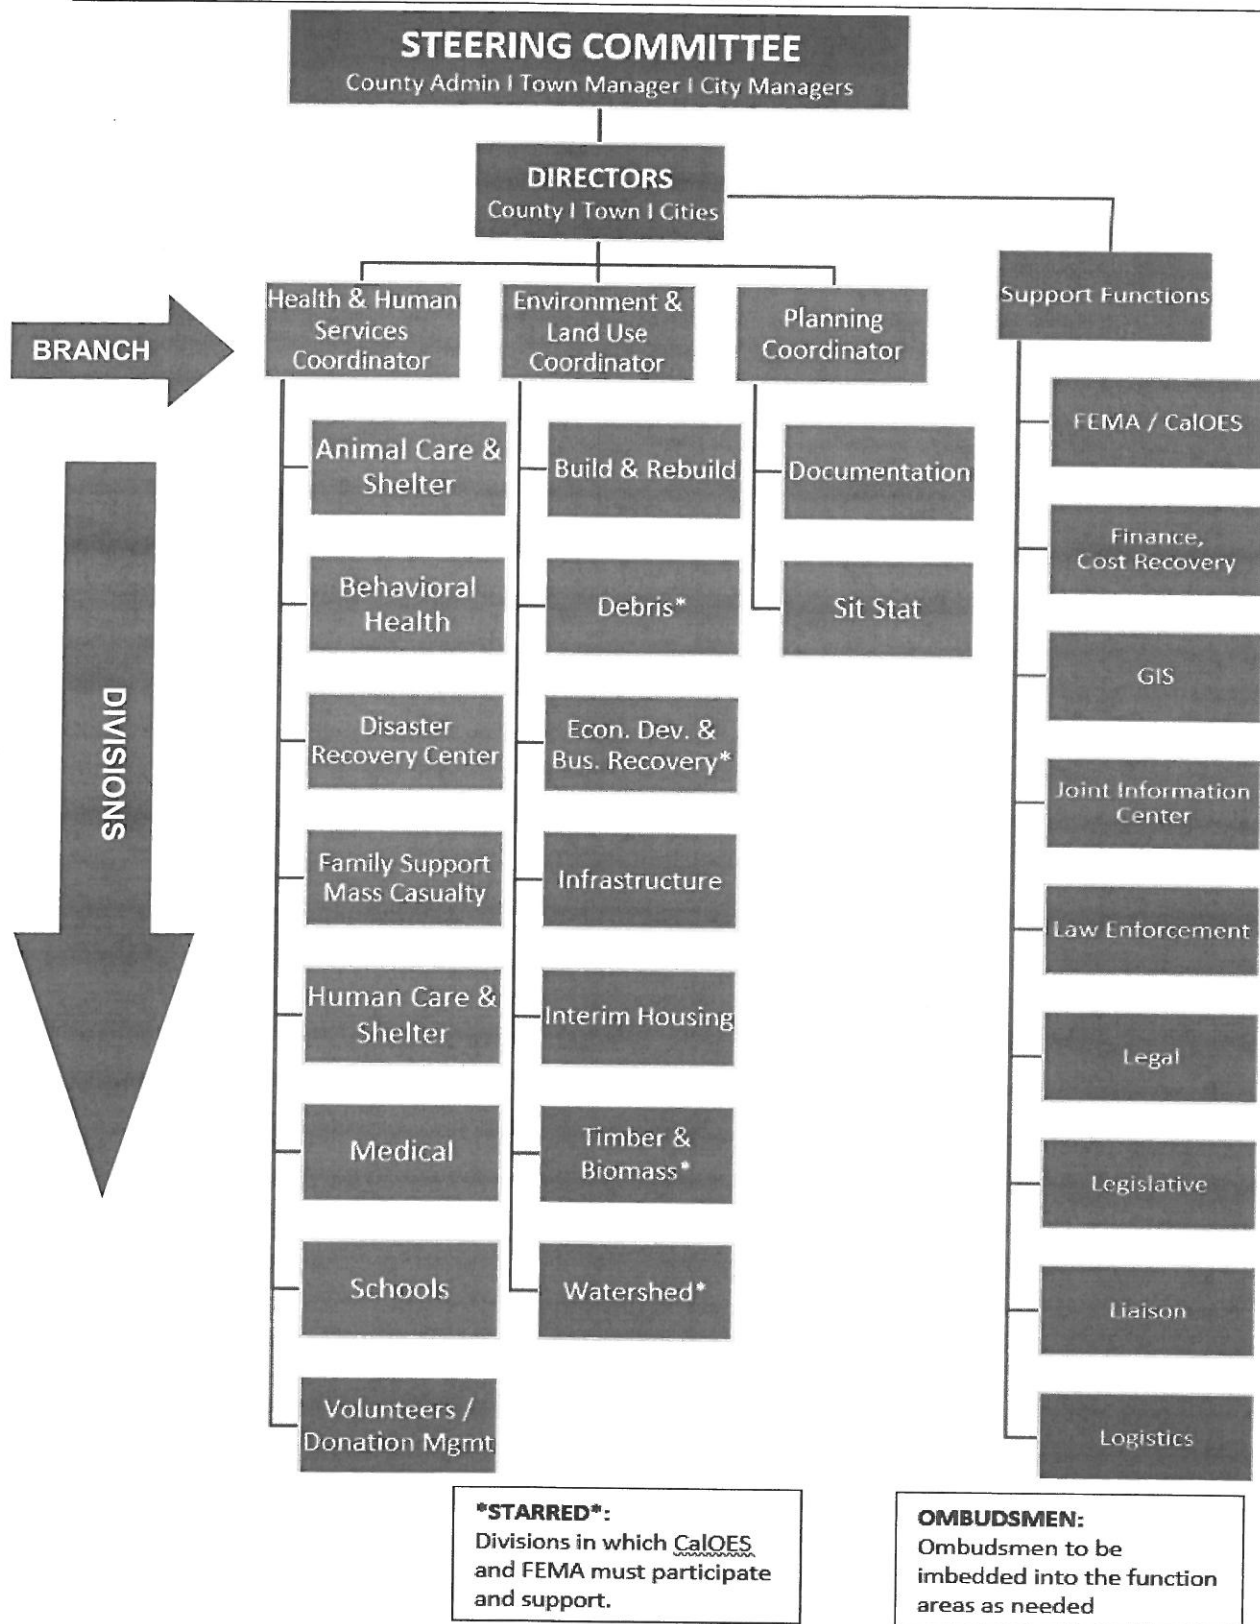 STEERING COMMITTEE
County Admin I Town Manager I City Managers
DIRECTORS
County I Town I Cities
BRANCH
DIVISIONS
Health & Human
Services
Coordinator
Animal Care &
Shelter
Behavioral
Health
Disaster
Recovery Center
Family Support
Mass Casualty
Human Care &
Shelter
Medical
Schools
Volunteers /
Donation Mgmt
Environment &
Land Use
Coordinator
Build & Rebuild
Debris*
Econ. Dev. &
Bus. Recovery*
Infrastructure
Interim Housing
Timber &
Biomass*
Watershed*
Planning
Coordinator
Documentation
Sit Stat
Support Functions
FEMA / CalOES
Finance,
Cost Recovery
GIS
Joint Information
Center
Law Enforcement
Legal
Legislative
Liaison
Logistics
*STARRED*:
Divisions in which CalOES
and FEMA must participate
and support.
OMBUDSMEN:
Ombudsmen to be
imbedded into the function
areas as needed